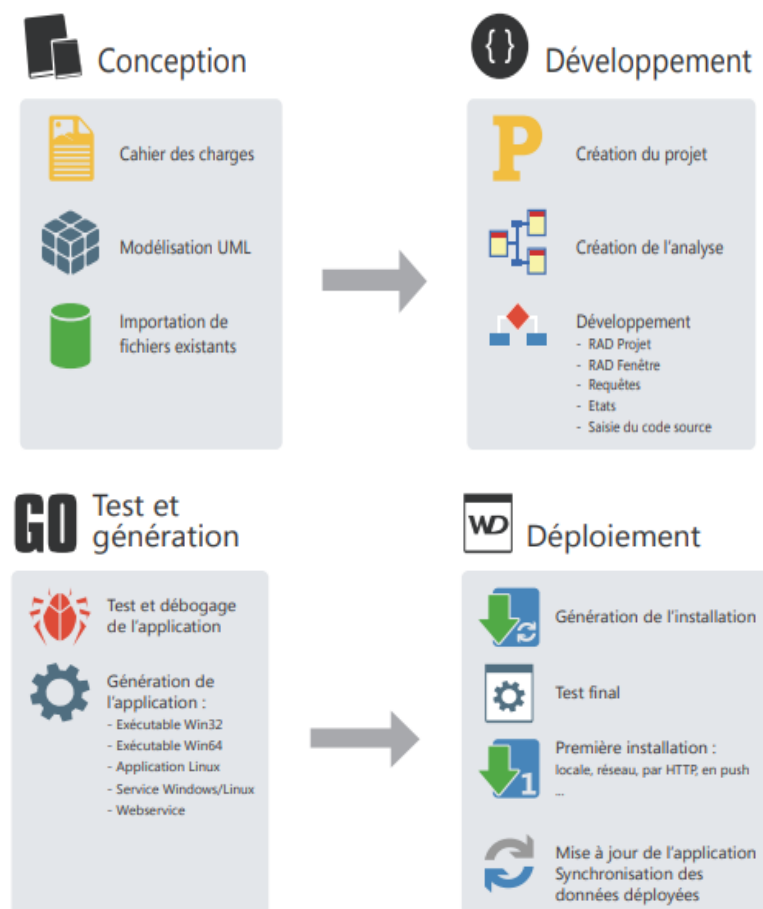 Conception
Cahier des charges
Modélisation UML
Importation de
fichiers existants
{ } Développement
P Création du projet
Création de l'analyse
Développement
- RAD Projet
- RAD Fenêtre
- Requêtes
- Etats
- Saisie du code source
GO Test et
génération
Test et débogage
de l'application
Génération de
l'application :
- Exécutable Win32
- Exécutable Win64
- Application Linux
- Service Windows/Linux
- Webservice
WD Déploiement
Génération de l'installation
Test final
Première installation :
locale, réseau, par HTTP, en push
...
1
Mise à jour de l'application
Synchronisation des
données déployées